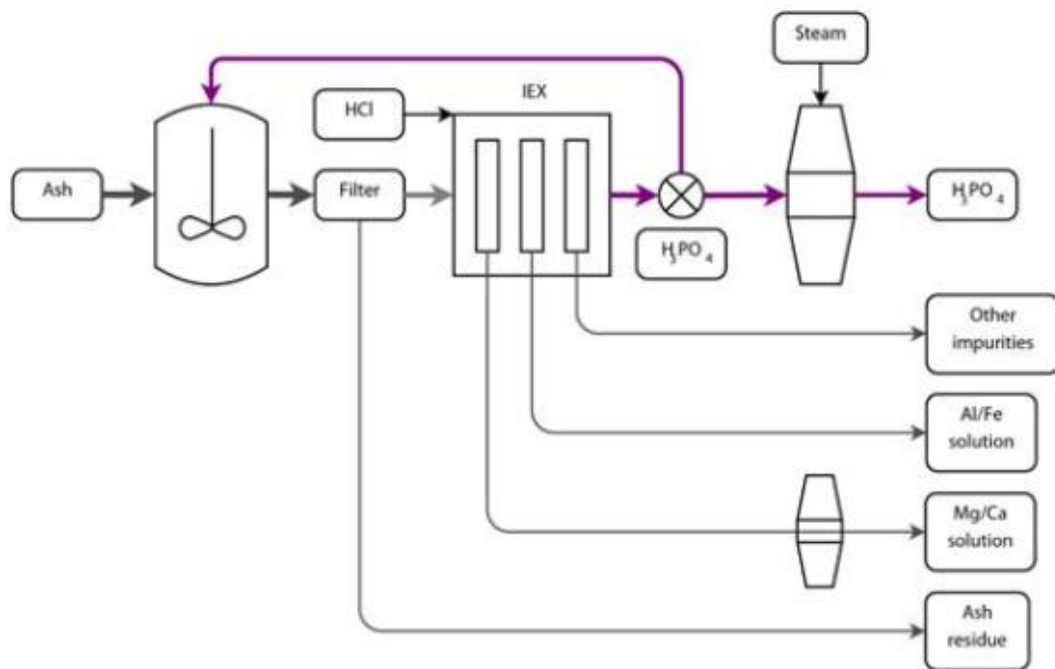 Steam
IEX
HCl
Ash
Filter
H3PO4
H3PO4
Other
impurities
Al/Fe
solution
Mg/Ca
solution
Ash
residue